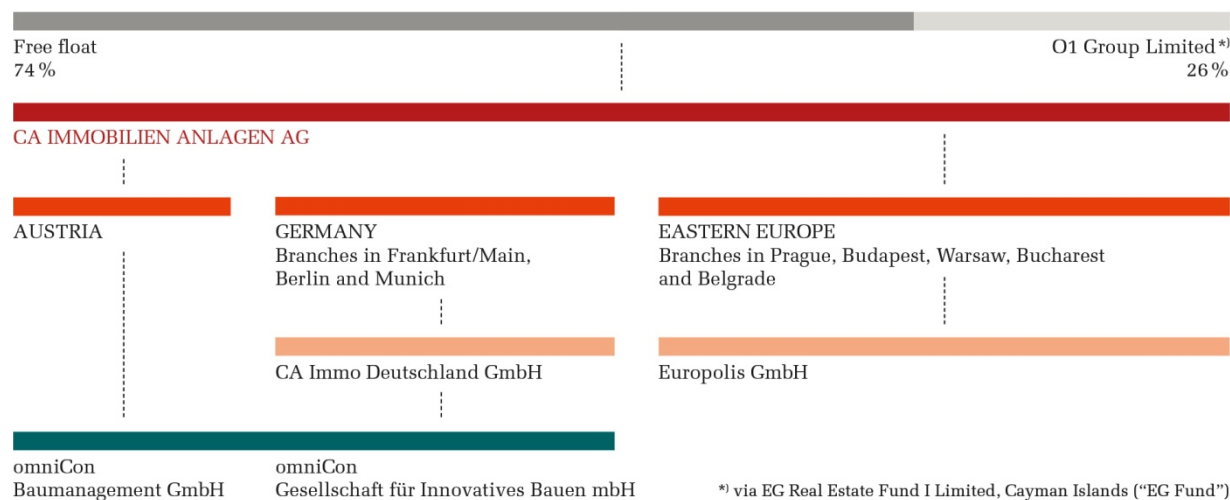 Free float
74 %
O1 Group Limited *)
26 %
CA IMMOBILIEN ANLAGEN AG
AUSTRIA
GERMANY
Branches in Frankfurt/Main,
Berlin and Munich
EASTERN EUROPE
Branches in Prague, Budapest, Warsaw, Bucharest
and Belgrade
CA Immo Deutschland GmbH
Europolis GmbH
omniCon
Baumanagement GmbH
omniCon
Gesellschaft für Innovatives Bauen mbH
*) via EG Real Estate Fund I Limited, Cayman Islands (“EG Fund”)